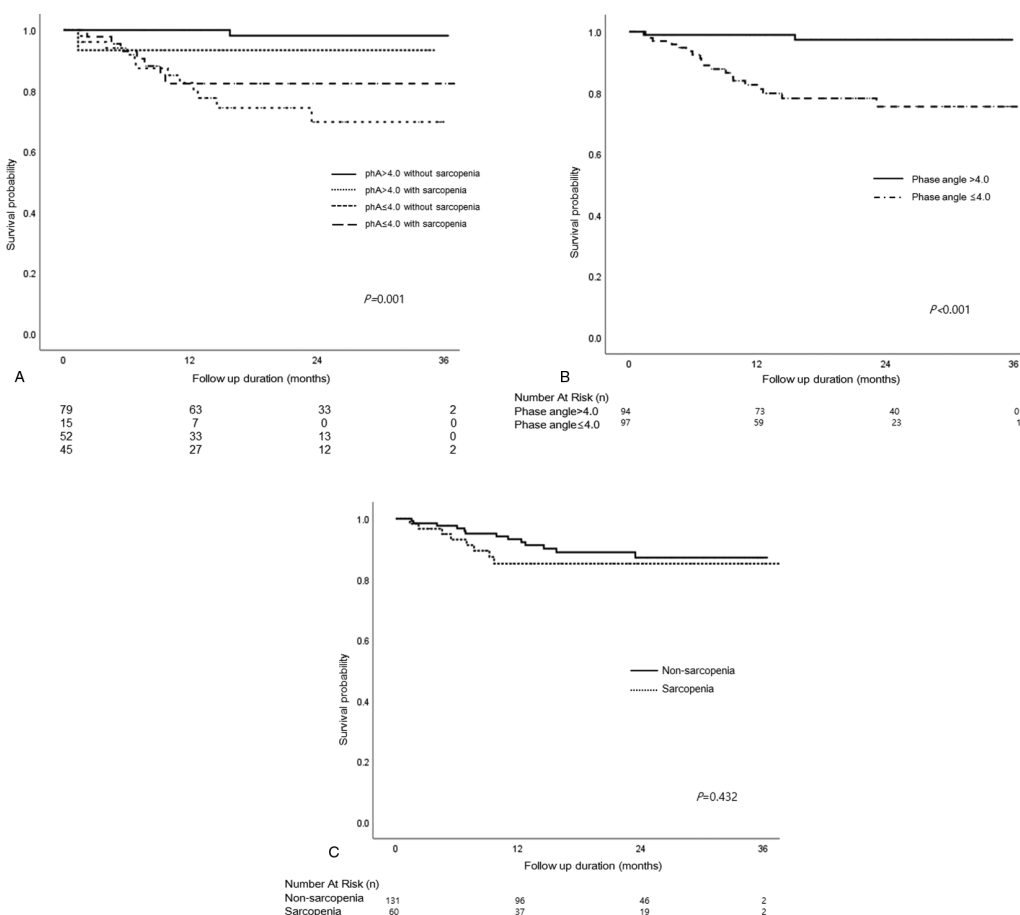 1.0
0.8
0.6
0.4
0.2
0.0
Survival probability
phA>4.0 without sarcopenia
phA>4.0 with sarcopenia
phA≤4.0 without sarcopenia
phA≤4.0 with sarcopenia
P=0.001
0 12 24 36
Follow up duration (months)
A
79 63 33 2
15 7 0 0
52 33 13 0
45 27 12 2
1.0
0.8
0.6
0.4
0.2
0.0
Survival probability
Phase angle >4.0
Phase angle ≤4.0
P<0.001
0 12 24 36
Follow up duration (months)
B
Number At Risk (n)
Phase angle>4.0 94 73 40 0
Phase angle≤4.0 97 59 23 1
1.0
0.8
0.6
0.4
0.2
0.0
Survival probability
Non-sarcopenia
Sarcopenia
P=0.432
0 12 24 36
Follow up duration (months)
C
Number At Risk (n)
Non-sarcopenia 131 96 46 2
Sarcopenia 60 37 19 2